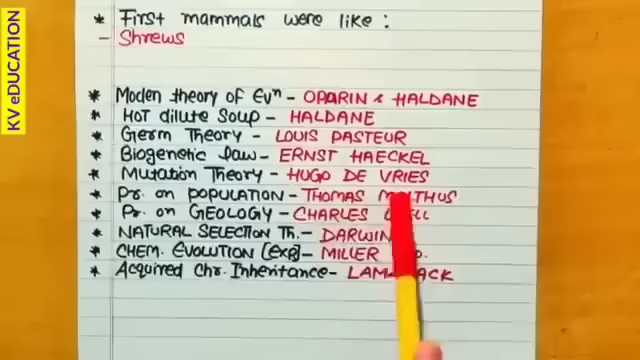 KV eDUCATION
* First mammals were like :
- Shrews
* Moden theory of Evⁿ - OPARIN & HALDANE
* HOT dilute Soup - HALDANE
* Germ Theory - LOUIS PASTEUR
* Biogenetic law - ERNST HAECKEL
* Mutation Theory - HUGO DE VRIES
* Pr. on POPULATION - THOMAS
* Pr. on GEOLOGY - CHARLES
* NATURAL SELECTION Th. - DARWIN
* CHEM. EVOLUTION [EXP] - MILLER
* Acquired Chr. Inheritance -